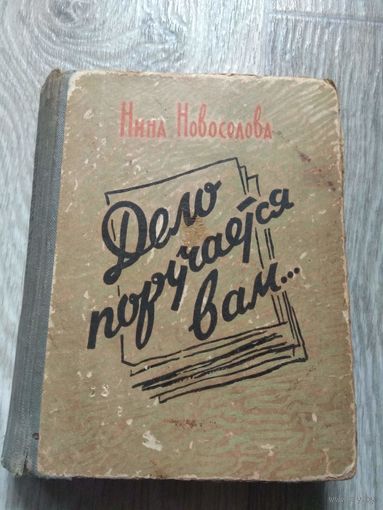 Нина Новоселова
Дело
поручается
вам...